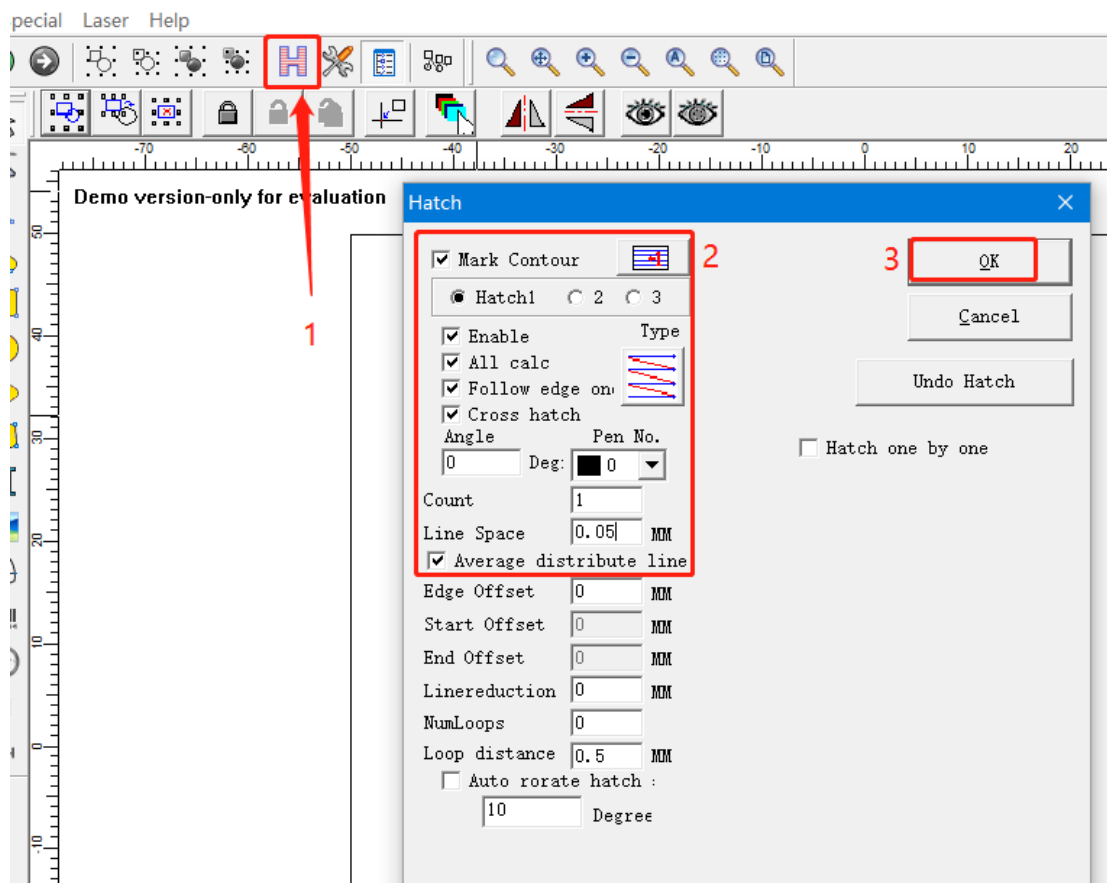 pecial Laser Help
-70 -60 -50 -40 -30 -20 -10 0 10 20
Demo version-only for evaluation
50
40
30
20
10
0
-10
1
Hatch
Mark Contour
2
Hatch1 2 3
Enable Type
All calc
Follow edge on
Cross hatch
Angle Pen No.
0 Deg: 0
Count 1
Line Space 0.05 MM
Average distribute line
Edge Offset 0 MM
Start Offset 0 MM
End Offset 0 MM
Linereduction 0 MM
NumLoops 0
Loop distance 0.5 MM
Auto rorate hatch :
10 Degree
3 OK
Cancel
Undo Hatch
Hatch one by one